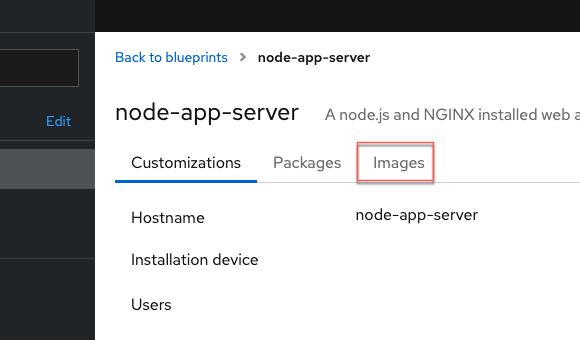 Back to blueprints > node-app-server
Edit
node-app-server A node.js and NGINX installed web a
Customizations Packages Images
Hostname node-app-server
Installation device
Users